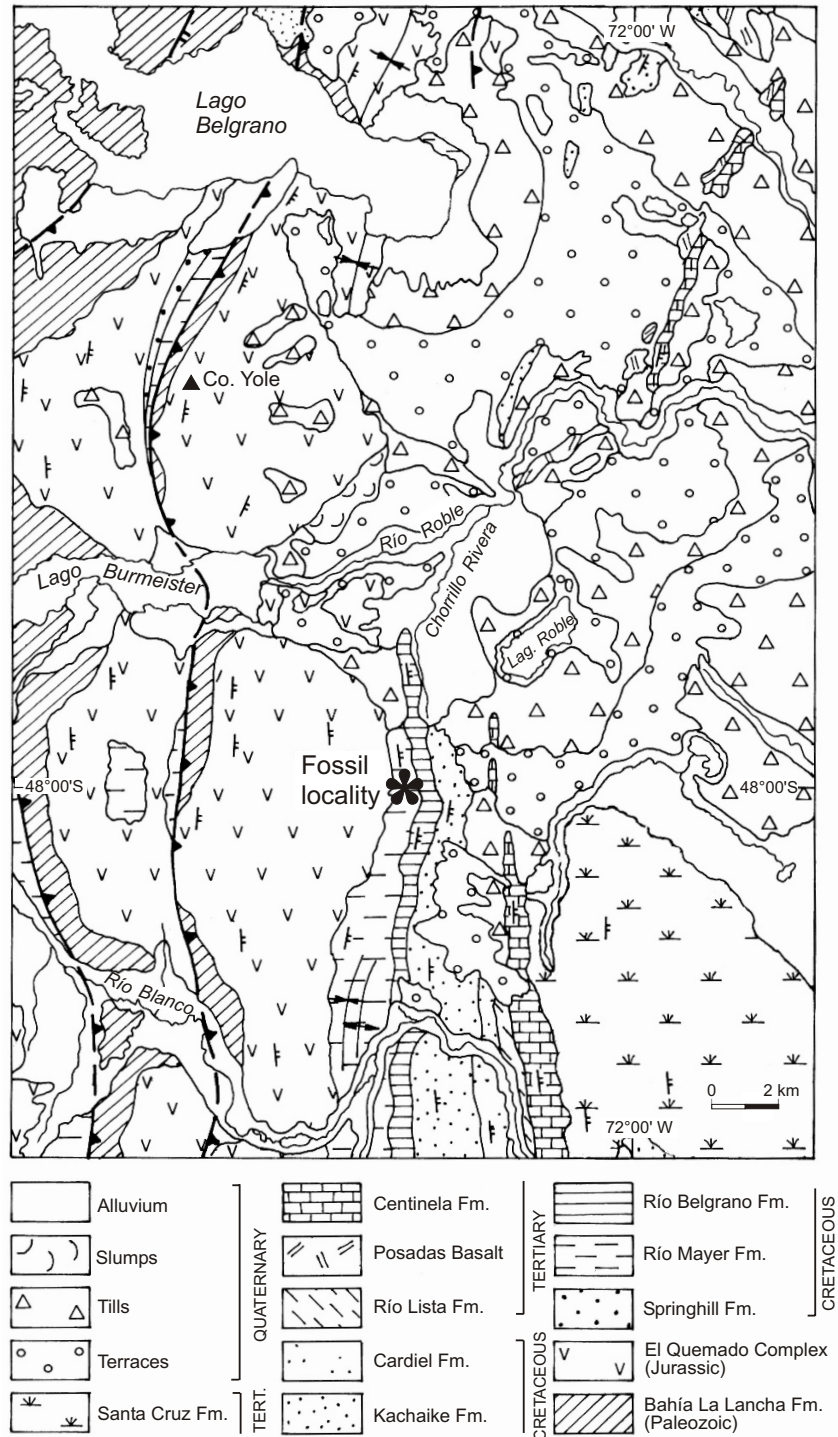 72°00' W
Lago
Belgrano
Co. Yole
Río Roble
Chorrillo Rivera
Lago Burmeister
Lag. Roble
Fossil
locality
48°00'S
48°00'S
Río Blanco
0 2 km
72°00' W
Alluvium
Slumps
Tills
Terraces
Santa Cruz Fm.
QUATERNARY
TERT.
Centinela Fm.
Posadas Basalt
Río Lista Fm.
Cardiel Fm.
Kachaike Fm.
TERTIARY
CRETACEOUS
Río Belgrano Fm.
Río Mayer Fm.
Springhill Fm.
El Quemado Complex
(Jurassic)
Bahía La Lancha Fm.
(Paleozoic)
CRETACEOUS